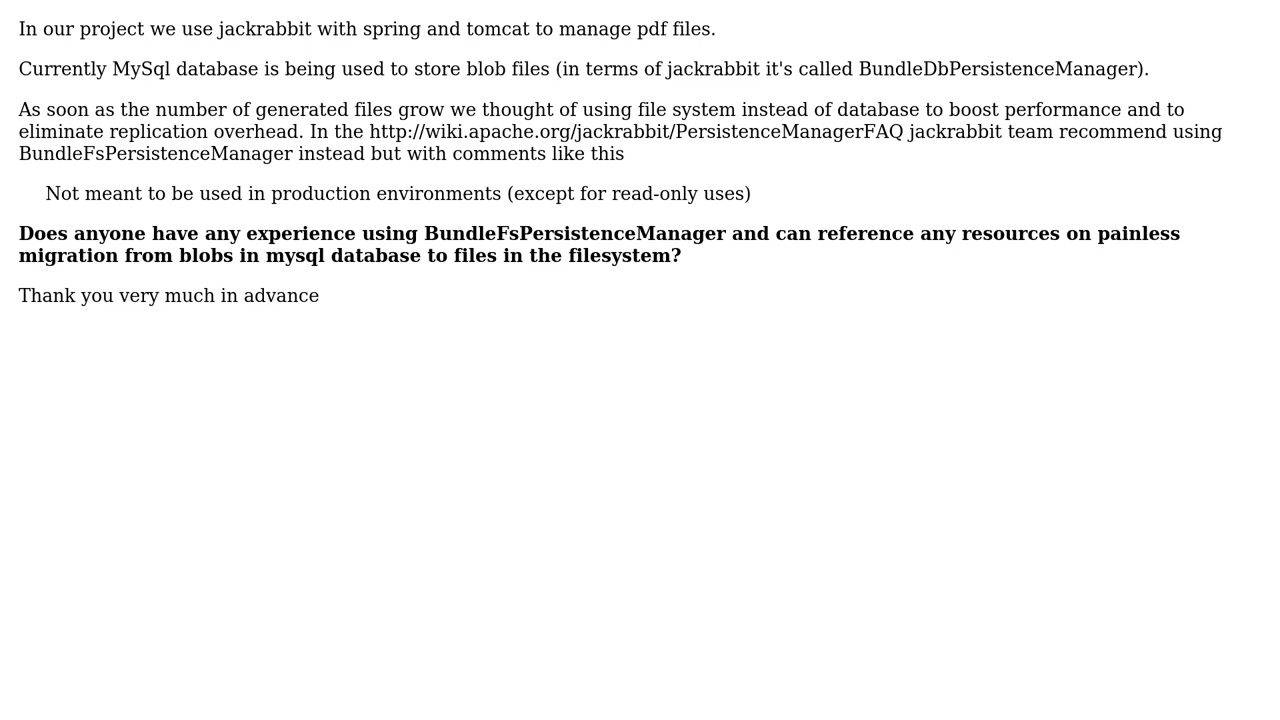 In our project we use jackrabbit with spring and tomcat to manage pdf files.
Currently MySql database is being used to store blob files (in terms of jackrabbit it's called BundleDbPersistenceManager).
As soon as the number of generated files grow we thought of using file system instead of database to boost performance and to
eliminate replication overhead. In the http://wiki.apache.org/jackrabbit/PersistenceManagerFAQ jackrabbit team recommend using
BundleFsPersistenceManager instead but with comments like this
Not meant to be used in production environments (except for read-only uses)
Does anyone have any experience using BundleFsPersistenceManager and can reference any resources on painless
migration from blobs in mysql database to files in the filesystem?
Thank you very much in advance